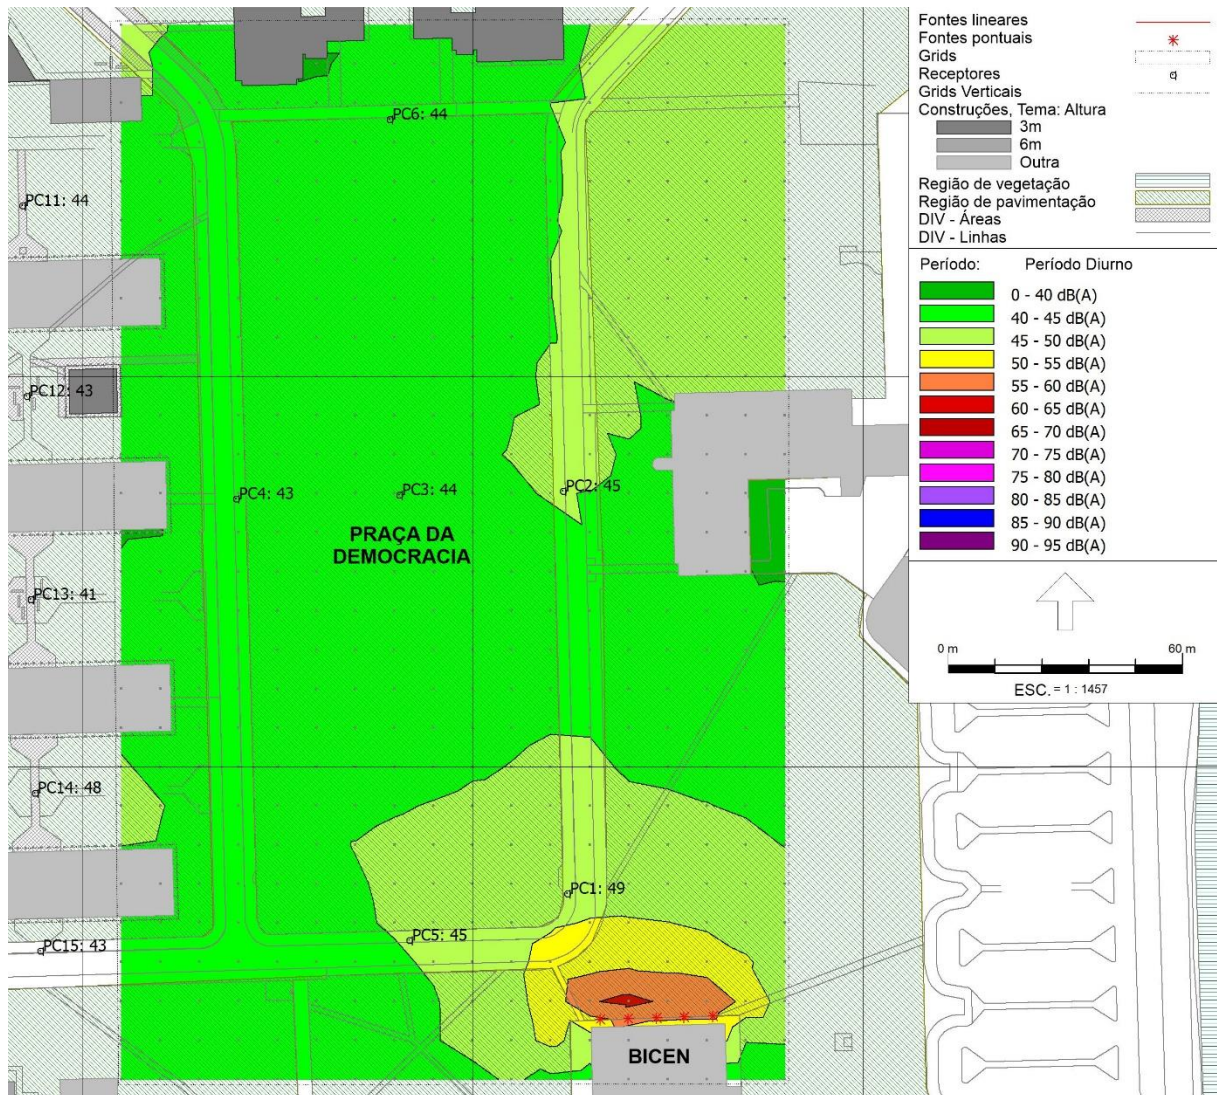 Fontes lineares
Fontes pontuais
Grids
Receptores
Grids Verticais
Construções, Tema: Altura
3m
6m
Outra
Região de vegetação
Região de pavimentação
DIV - Áreas
DIV - Linhas
Período: Período Diurno
0 - 40 dB(A)
40 - 45 dB(A)
45 - 50 dB(A)
50 - 55 dB(A)
55 - 60 dB(A)
60 - 65 dB(A)
65 - 70 dB(A)
70 - 75 dB(A)
75 - 80 dB(A)
80 - 85 dB(A)
85 - 90 dB(A)
90 - 95 dB(A)
0 m 60 m
ESC. = 1 : 1457
PC6: 44
PC11: 44
PC12: 43
PC4: 43
PC3: 44
PC2: 45
PRAÇA DA
DEMOCRACIA
PC13: 41
PC14: 48
PC1: 49
PC5: 45
PC15: 43
BICEN